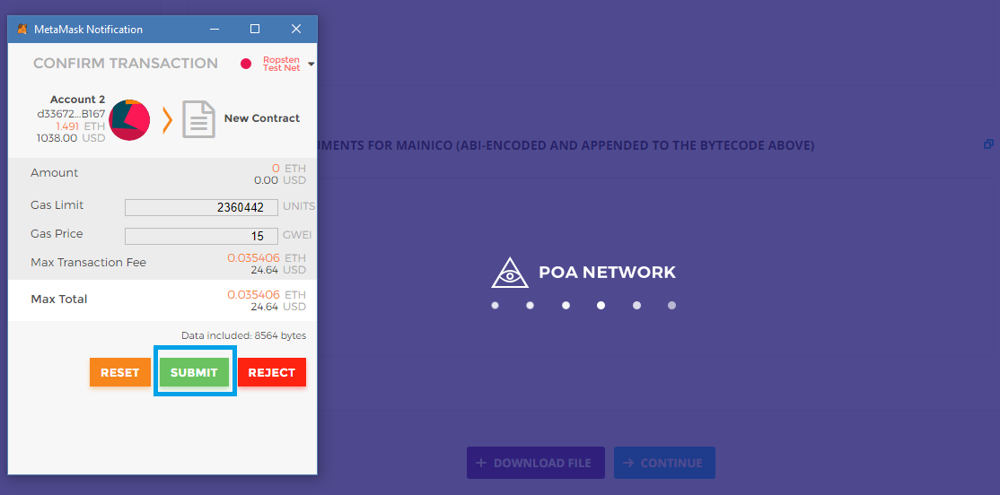 MetaMask Notification
CONFIRM TRANSACTION
Ropsten
Test Net
Account 2
d33672...B167
1.491 ETH
1038.00 USD
New Contract
Amount
0 ETH
0.00 USD
Gas Limit
2360442 UNITS
Gas Price
15 GWEI
Max Transaction Fee
0.035406 ETH
24.64 USD
Max Total
0.035406 ETH
24.64 USD
Data included: 8564 bytes
RESET SUBMIT REJECT
UMENTS FOR MAINICO (ABI-ENCODED AND APPENDED TO THE BYTECODE ABOVE)
POA NETWORK
DOWNLOAD FILE
CONTINUE